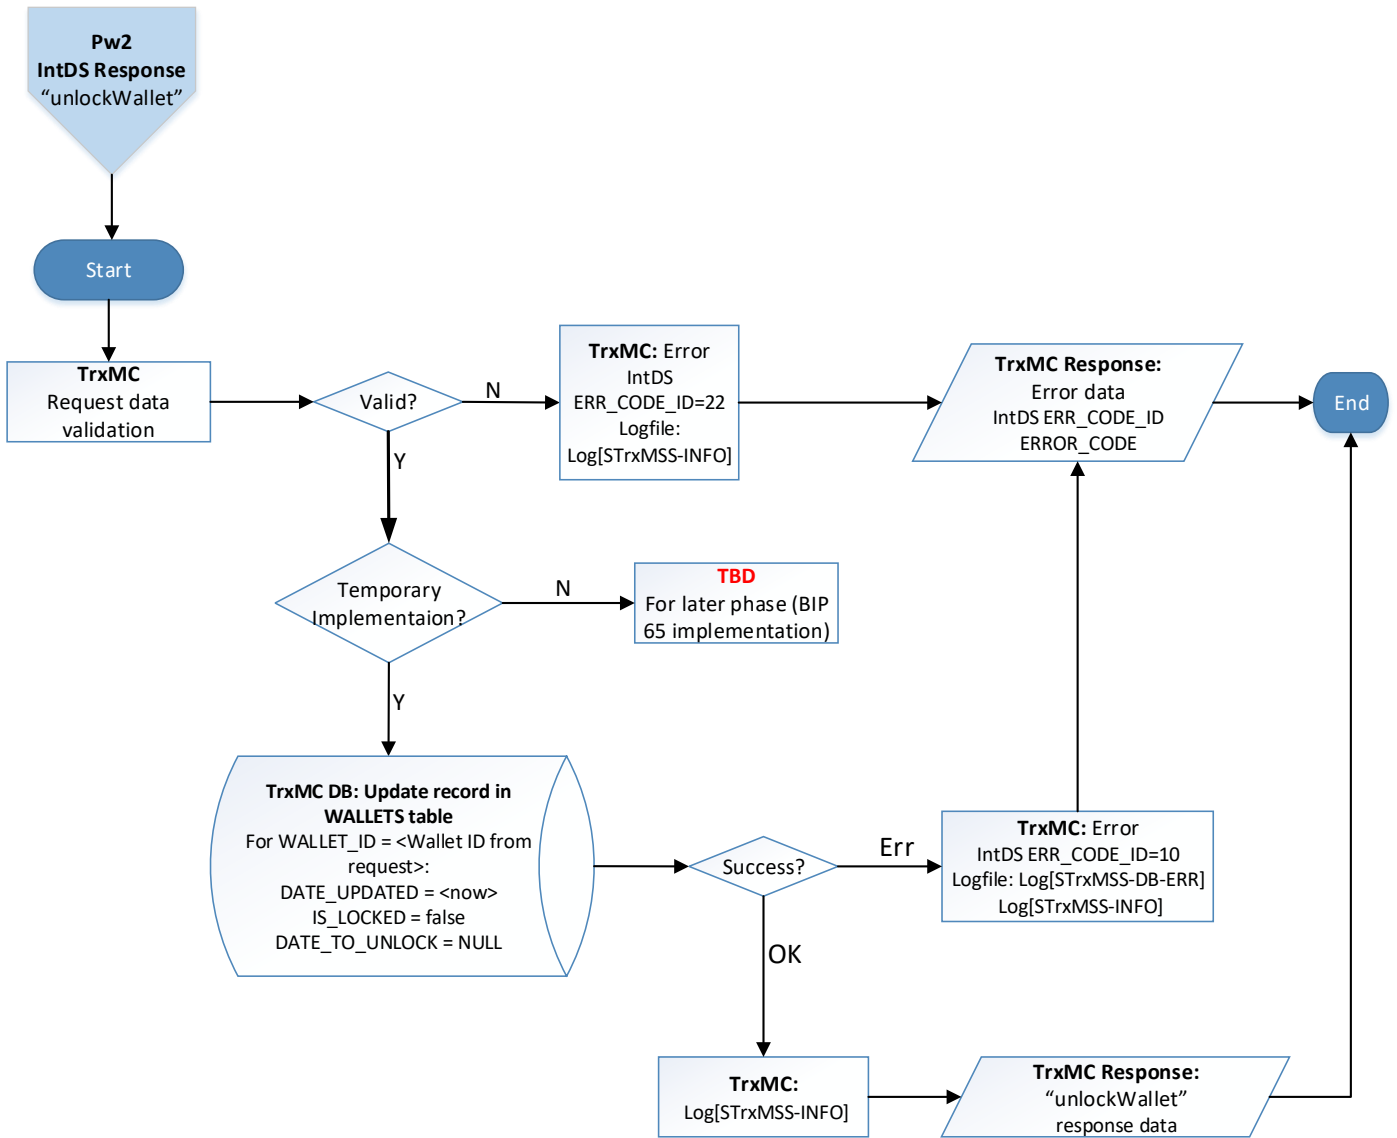 Pw2
IntDS Response
“unlockWallet”
Start
TrxMC
Request data
validation
Valid?
N
Y
TrxMC: Error
IntDS
ERR_CODE_ID=22
Logfile:
Log[STrxMSS-INFO]
TrxMC Response:
Error data
IntDS ERR_CODE_ID
ERROR_CODE
End
Temporary
Implementaion?
N
Y
TBD
For later phase (BIP
65 implementation)
TrxMC DB: Update record in
WALLETS table
For WALLET_ID = <Wallet ID from
request>:
DATE_UPDATED = <now>
IS_LOCKED = false
DATE_TO_UNLOCK = NULL
Success?
Err
OK
TrxMC: Error
IntDS ERR_CODE_ID=10
Logfile: Log[STrxMSS-DB-ERR]
Log[STrxMSS-INFO]
TrxMC:
Log[STrxMSS-INFO]
TrxMC Response:
“unlockWallet”
response data